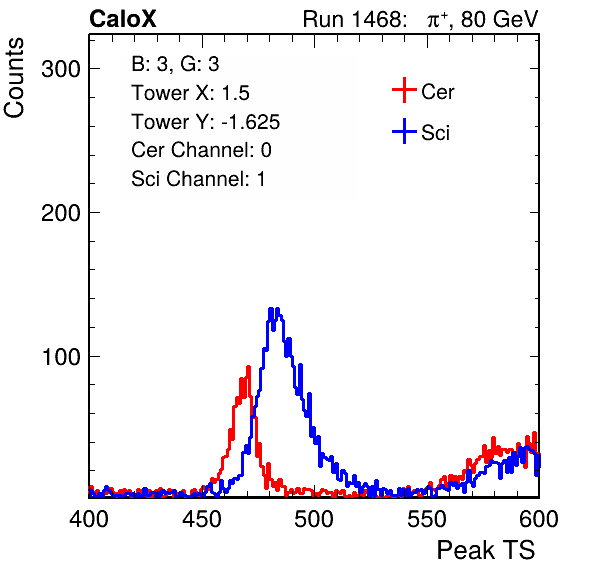 CaloX Run 1468: π⁺, 80 GeV
Counts
B: 3, G: 3
Tower X: 1.5
Tower Y: -1.625
Cer Channel: 0
Sci Channel: 1
Cer
Sci
300
200
100
400 450 500 550 600
Peak TS